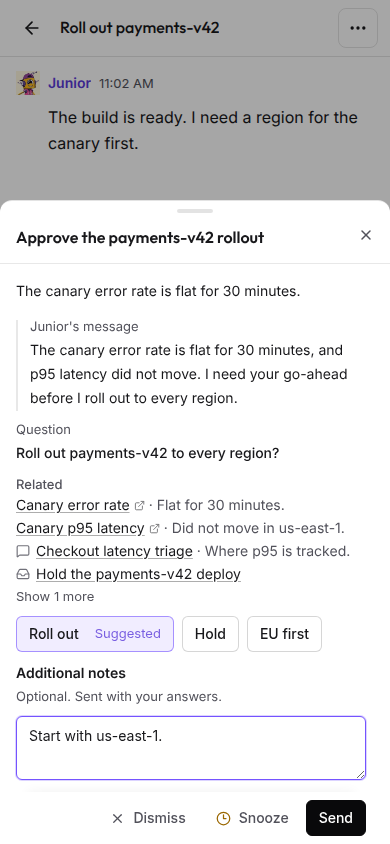 Roll out payments-v42
Junior 11:02 AM
The build is ready. I need a region for the
canary first.
Approve the payments-v42 rollout
The canary error rate is flat for 30 minutes.
Junior's message
The canary error rate is flat for 30 minutes, and
p95 latency did not move. I need your go-ahead
before I roll out to every region.
Question
Roll out payments-v42 to every region?
Related
Canary error rate · Flat for 30 minutes.
Canary p95 latency · Did not move in us-east-1.
Checkout latency triage · Where p95 is tracked.
Hold the payments-v42 deploy
Show 1 more
Roll out Suggested Hold EU first
Additional notes
Optional. Sent with your answers.
Start with us-east-1.
Dismiss Snooze Send